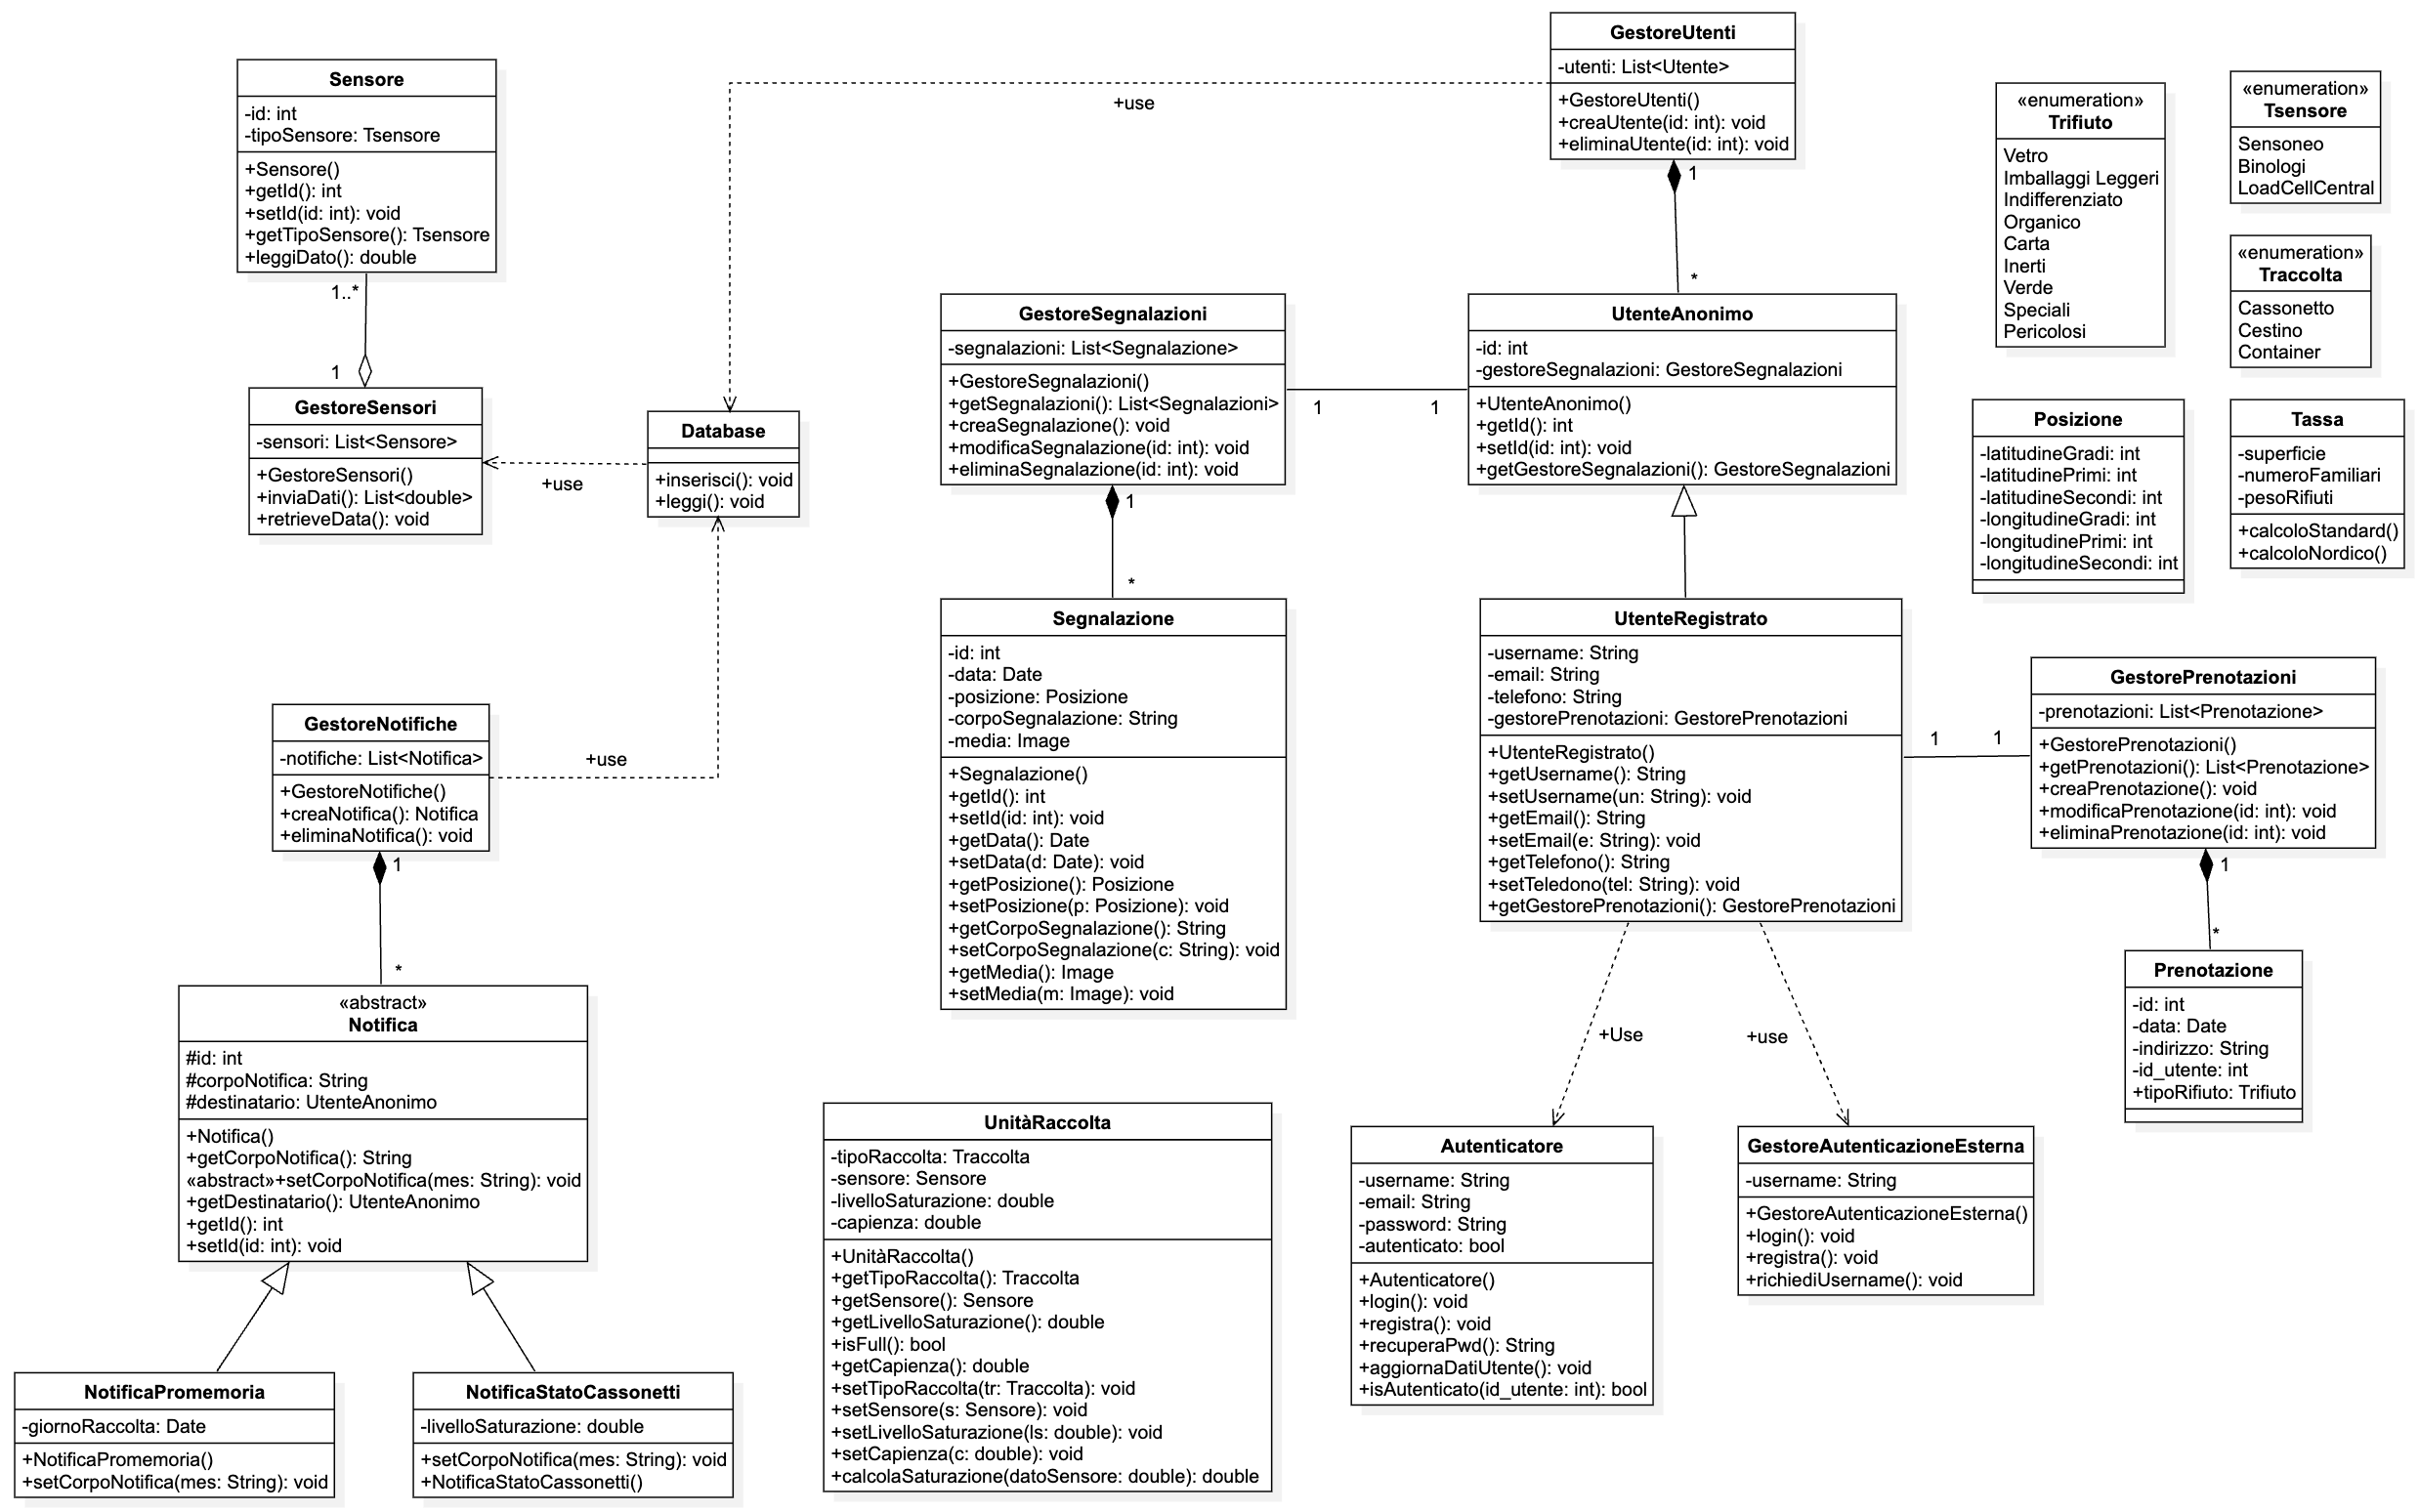 GestoreUtenti
-utenti: List<Utente>
+GestoreUtenti()
+creaUtente(id: int): void
+eliminaUtente(id: int): void
1
*
+use
Sensore
-id: int
-tipoSensore: Tsensore
+Sensore()
+getId(): int
+setId(id: int): void
+getTipoSensore(): Tsensore
+leggiDato(): double
1..*
1
GestoreSensori
-sensori: List<Sensore>
+GestoreSensori()
+inviaDati(): List<double>
+retrieveData(): void
+use
Database
+inserisci(): void
+leggi(): void
«enumeration»
Trifiuto
Vetro
Imballaggi Leggeri
Indifferenziato
Organico
Carta
Inerti
Verde
Speciali
Pericolosi
«enumeration»
Tsensore
Sensoneo
Binologi
LoadCellCentral
«enumeration»
Traccolta
Cassonetto
Cestino
Container
GestoreSegnalazioni
-segnalazioni: List<Segnalazione>
+GestoreSegnalazioni()
+getSegnalazioni(): List<Segnalazioni>
+creaSegnalazione(): void
+modificaSegnalazione(id: int): void
+eliminaSegnalazione(id: int): void
1
1
1
*
UtenteAnonimo
-id: int
-gestoreSegnalazioni: GestoreSegnalazioni
+UtenteAnonimo()
+getId(): int
+setId(id: int): void
+getGestoreSegnalazioni(): GestoreSegnalazioni
Posizione
-latitudineGradi: int
-latitudinePrimi: int
-latitudineSecondi: int
-longitudineGradi: int
-longitudinePrimi: int
-longitudineSecondi: int
Tassa
-superficie
-numeroFamiliari
-pesoRifiuti
+calcoloStandard()
+calcoloNordico()
Segnalazione
-id: int
-data: Date
-posizione: Posizione
-corpoSegnalazione: String
-media: Image
+Segnalazione()
+getId(): int
+setId(id: int): void
+getData(): Date
+setData(d: Date): void
+getPosizione(): Posizione
+setPosizione(p: Posizione): void
+getCorpoSegnalazione(): String
+setCorpoSegnalazione(c: String): void
+getMedia(): Image
+setMedia(m: Image): void
UtenteRegistrato
-username: String
-email: String
-telefono: String
-gestorePrenotazioni: GestorePrenotazioni
+UtenteRegistrato()
+getUsername(): String
+setUsername(un: String): void
+getEmail(): String
+setEmail(e: String): void
+getTelefono(): String
+setTeledono(tel: String): void
+getGestorePrenotazioni(): GestorePrenotazioni
1
1
GestorePrenotazioni
-prenotazioni: List<Prenotazione>
+GestorePrenotazioni()
+getPrenotazioni(): List<Prenotazione>
+creaPrenotazione(): void
+modificaPrenotazione(id: int): void
+eliminaPrenotazione(id: int): void
1
*
Prenotazione
-id: int
-data: Date
-indirizzo: String
-id_utente: int
+tipoRifiuto: Trifiuto
GestoreNotifiche
-notifiche: List<Notifica>
+GestoreNotifiche()
+creaNotifica(): Notifica
+eliminaNotifica(): void
+use
1
*
«abstract»
Notifica
#id: int
#corpoNotifica: String
#destinatario: UtenteAnonimo
+Notifica()
+getCorpoNotifica(): String
«abstract»+setCorpoNotifica(mes: String): void
+getDestinatario(): UtenteAnonimo
+getId(): int
+setId(id: int): void
NotificaPromemoria
-giornoRaccolta: Date
+NotificaPromemoria()
+setCorpoNotifica(mes: String): void
NotificaStatoCassonetti
-livelloSaturazione: double
+setCorpoNotifica(mes: String): void
+NotificaStatoCassonetti()
UnitàRaccolta
-tipoRaccolta: Traccolta
-sensore: Sensore
-livelloSaturazione: double
-capienza: double
+UnitàRaccolta()
+getTipoRaccolta(): Traccolta
+getSensore(): Sensore
+getLivelloSaturazione(): double
+isFull(): bool
+getCapienza(): double
+setTipoRaccolta(tr: Traccolta): void
+setSensore(s: Sensore): void
+setLivelloSaturazione(ls: double): void
+setCapienza(c: double): void
+calcolaSaturazione(datoSensore: double): double
+Use
+use
Autenticatore
-username: String
-email: String
-password: String
-autenticato: bool
+Autenticatore()
+login(): void
+registra(): void
+recuperaPwd(): String
+aggiornaDatiUtente(): void
+isAutenticato(id_utente: int): bool
GestoreAutenticazioneEsterna
-username: String
+GestoreAutenticazioneEsterna()
+login(): void
+registra(): void
+richiediUsername(): void